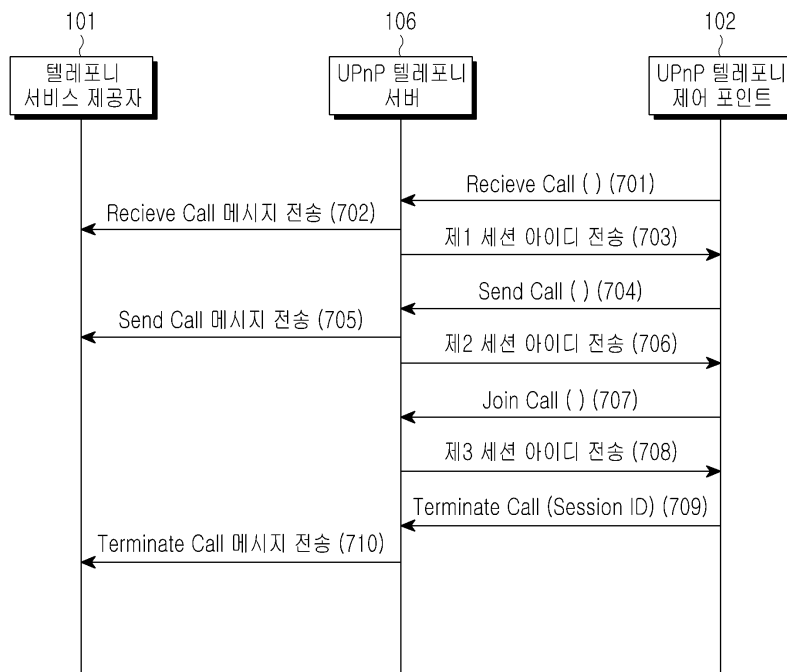 101
106
102
텔레포니
서비스 제공자
UPnP 텔레포니
서버
UPnP 텔레포니
제어 포인트
Recieve Call ( ) (701)
Recieve Call 메시지 전송 (702)
제1 세션 아이디 전송 (703)
Send Call ( ) (704)
Send Call 메시지 전송 (705)
제2 세션 아이디 전송 (706)
Join Call ( ) (707)
제3 세션 아이디 전송 (708)
Terminate Call (Session ID) (709)
Terminate Call 메시지 전송 (710)